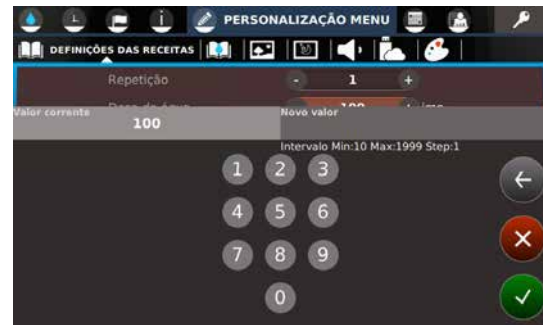 PERSONALIZAÇÃO MENU
DEFINIÇÕES DAS RECEITAS
Repetição - 1 +
Valor corrente
100
Novo valor
Intervalo Min:10 Max:1999 Step:1
1 2 3
4 5 6
7 8 9
0